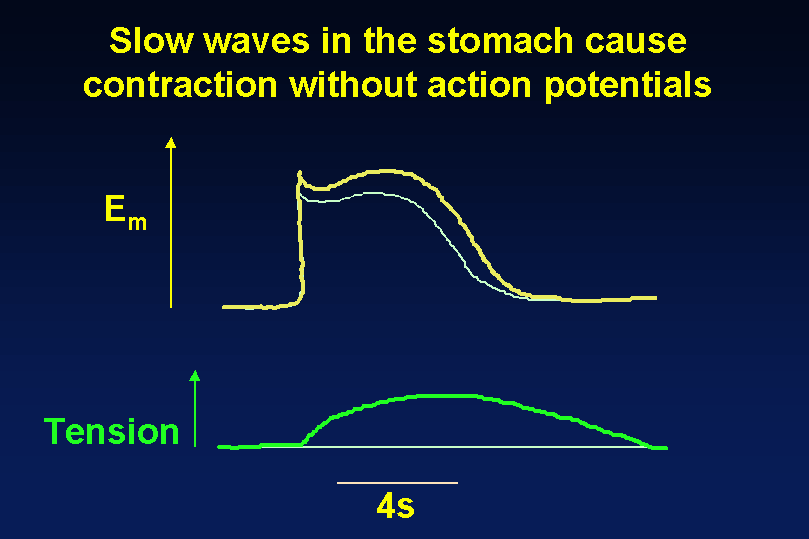 Slow waves in the stomach cause
contraction without action potentials
Em
Tension
4s